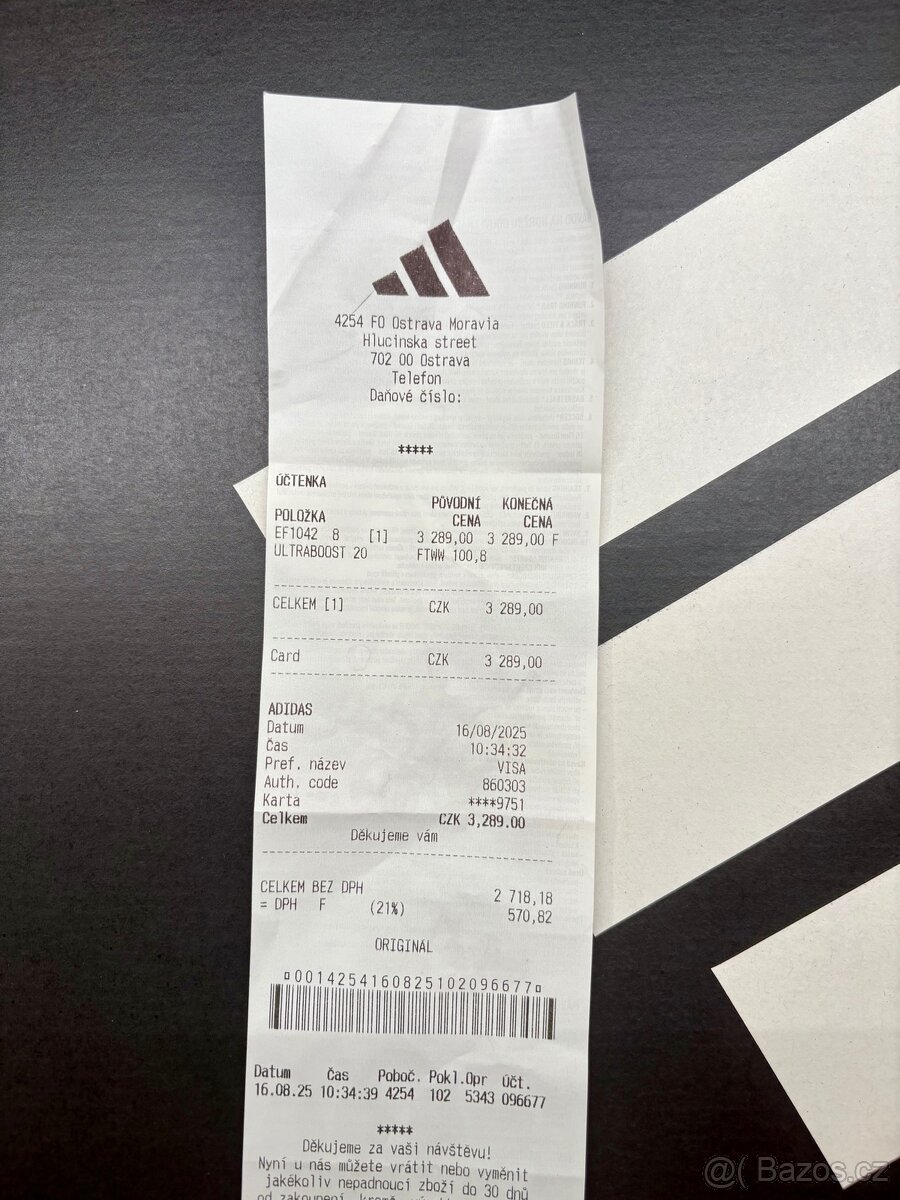 4254 FO Ostrava Moravia
Hlucinska street
702 00 Ostrava
Telefon
Daňové číslo:
*****
ÚČTENKA
PŮVODNÍ KONEČNÁ
POLOŽKA CENA CENA
EF1042 8 [1] 3 289,00 3 289,00 F
ULTRABOOST 20 FTWW 100,8
CELKEM [1] CZK 3 289,00
Card CZK 3 289,00
ADIDAS
Datum 16/08/2025
Čas 10:34:32
Pref. název VISA
Auth. code 860303
Karta ****9751
Celkem CZK 3,289.00
Děkujeme vám
CELKEM BEZ DPH 2 718,18
= DPH F (21%) 570,82
ORIGINÁL
¤0014254160825102096677¤
Datum Čas Poboč. Pokl.Opr Účt.
16.08.25 10:34:39 4254 102 5343 096677
*****
Děkujeme za vaši návštěvu!
Nyní u nás můžete vrátit nebo vyměnit
jakékoliv nepadnoucí zboží do 30 dnů
od zakoupení, kromě
@( Bazos.cz